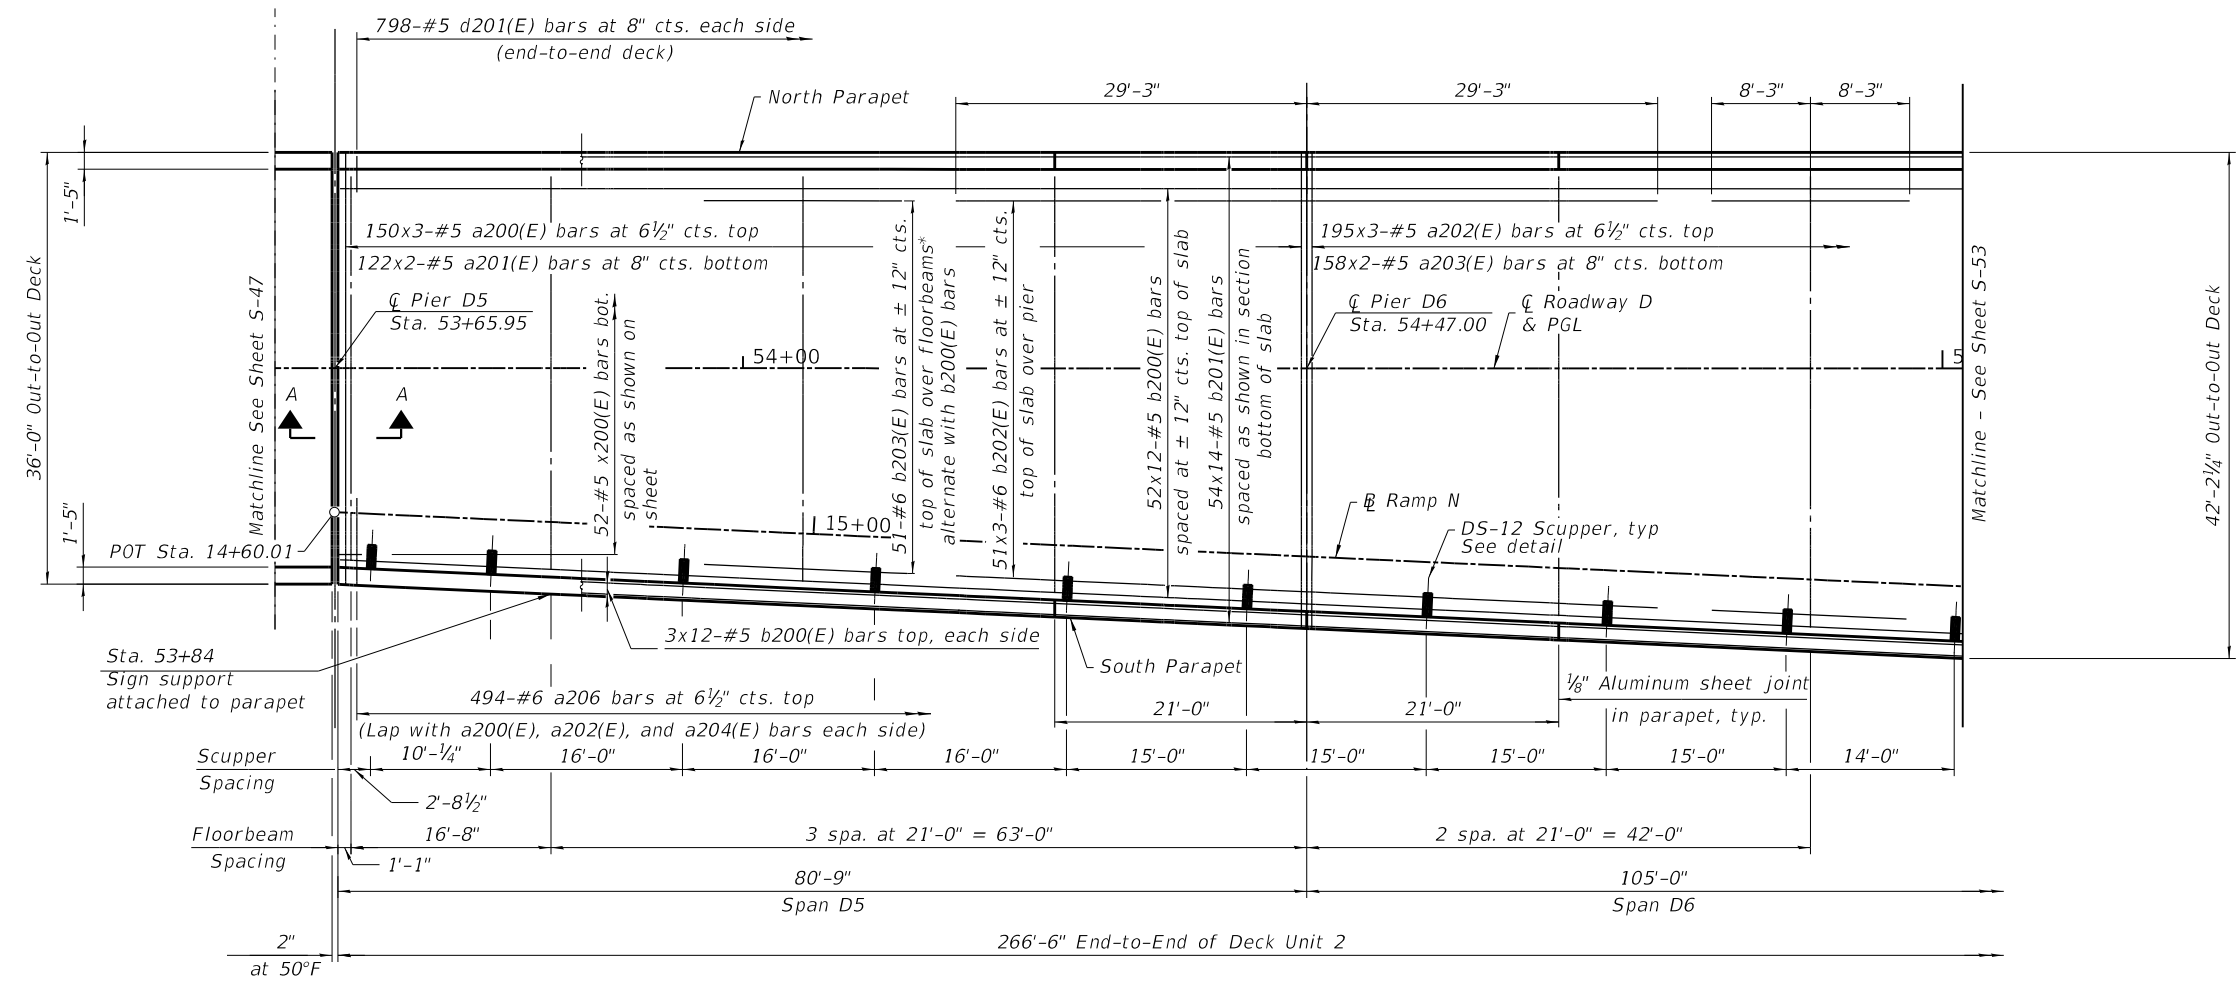 798-#5 d201(E) bars at 8" cts. each side
(end-to-end deck)
North Parapet
29'-3"
29'-3"
8'-3"
8'-3"
1'-5"
36'-0" Out-to-Out Deck
1'-5"
Matchline See Sheet S-47
150x3-#5 a200(E) bars at 6½" cts. top
122x2-#5 a201(E) bars at 8" cts. bottom
℄ Pier D5
Sta. 53+65.95
A
A
54+00
52-#5 x200(E) bars bot.
spaced as shown on
sheet
51-#6 b203(E) bars at ± 12" cts.
top of slab over floorbeams*
alternate with b200(E) bars
51x3-#6 b202(E) bars at ± 12" cts.
top of slab over pier
52x12-#5 b200(E) bars
spaced at ± 12" cts. top of slab
54x14-#5 b201(E) bars
spaced as shown in section
bottom of slab
195x3-#5 a202(E) bars at 6½" cts. top
158x2-#5 a203(E) bars at 8" cts. bottom
℄ Pier D6
Sta. 54+47.00
℄ Roadway D
& PGL
5
Matchline - See Sheet S-53
42'-2¼" Out-to-Out Deck
15+00
B̵L Ramp N
DS-12 Scupper, typ
See detail
POT Sta. 14+60.01
3x12-#5 b200(E) bars top, each side
South Parapet
Sta. 53+84
Sign support
attached to parapet
494-#6 a206 bars at 6½" cts. top
(Lap with a200(E), a202(E), and a204(E) bars each side)
21'-0"
21'-0"
⅛" Aluminum sheet joint
in parapet, typ.
Scupper
Spacing
10'-¼"
16'-0"
16'-0"
16'-0"
15'-0"
15'-0"
15'-0"
15'-0"
14'-0"
2'-8½"
Floorbeam
Spacing
16'-8"
3 spa. at 21'-0" = 63'-0"
2 spa. at 21'-0" = 42'-0"
1'-1"
80'-9"
Span D5
105'-0"
Span D6
2"
at 50°F
266'-6" End-to-End of Deck Unit 2